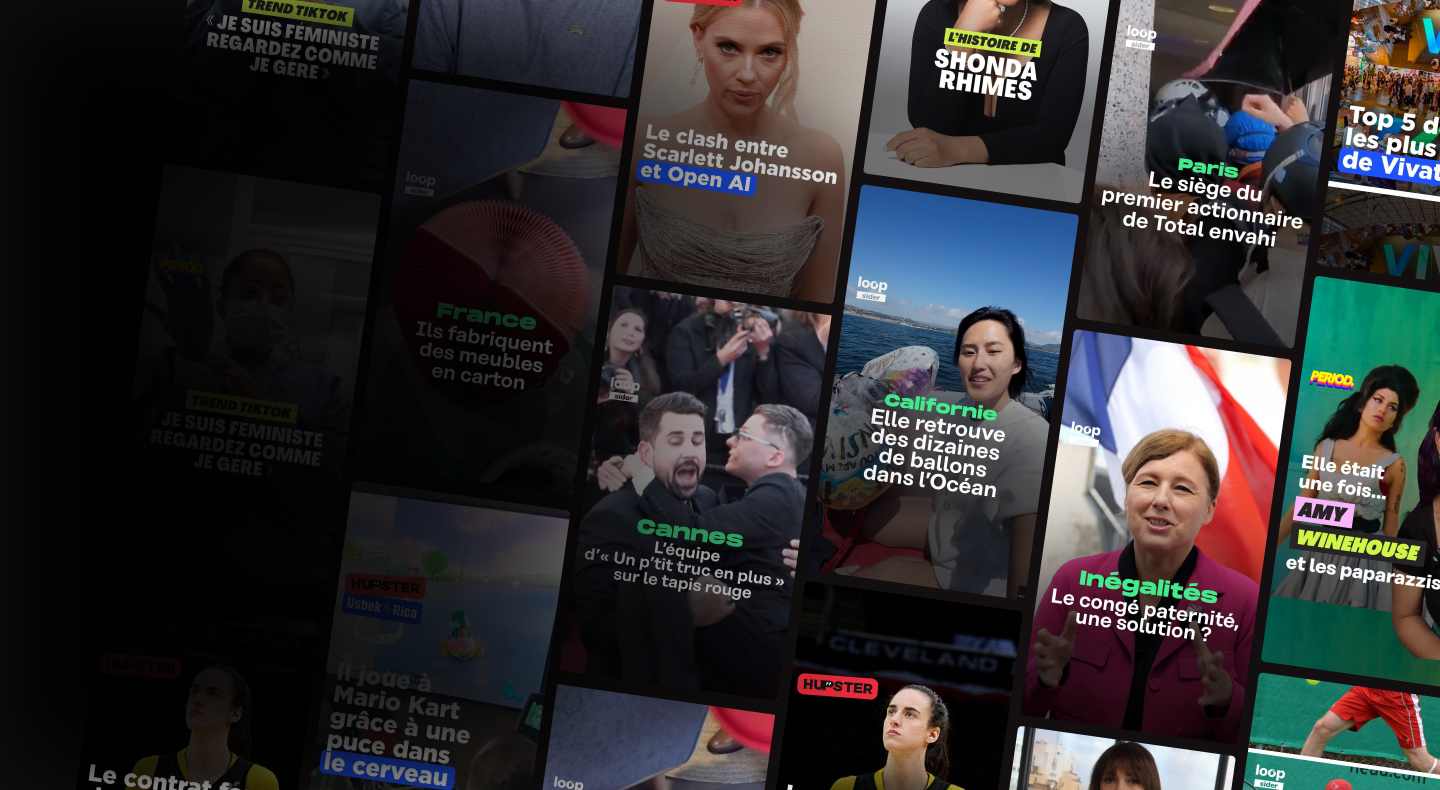 TREND TIKTOK
« JE SUIS FÉMINISTE
REGARDEZ COMME
JE GÈRE »
PERIOD.
TREND TIKTOK
« JE SUIS FÉMINISTE
REGARDEZ COMME
JE GÈRE »
HUPSTER
Le contrat
loop
sider
France
Ils fabriquent
des meubles
en carton
HUPSTER
Usbek & Rica
Il joue à
Mario Kart
grâce à une
puce dans
le cerveau
Le clash entre
Scarlett Johansson
et Open AI
loop
sider
Cannes
L'équipe
d'« Un p'tit truc en plus »
sur le tapis rouge
loop
L'HISTOIRE DE
SHONDA
RHIMES
loop
sider
Californie
Elle retrouve
des dizaines
de ballons
dans l'Océan
CLEVELAND
HUPSTER
loop
sider
Paris
Le siège du
premier actionnaire
de Total envahi
loop
sider
Inégalités
Le congé paternité,
une solution ?
Top 5 d
les plus
de Vivat
VI
PERIOD.
Elle était
une fois...
AMY
WINEHOUSE
et les paparazzis
head.com
loop
sider